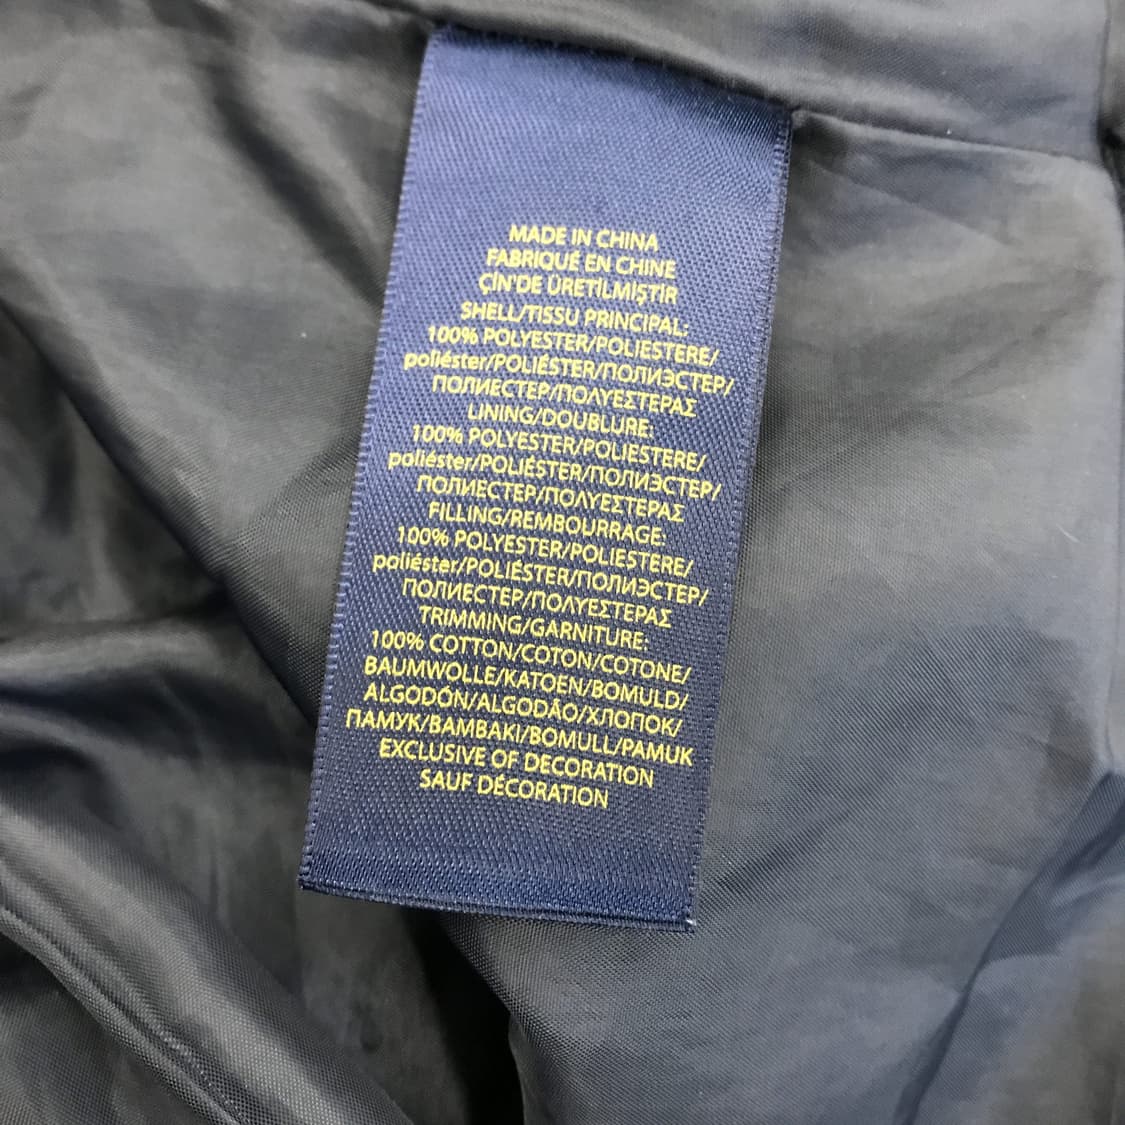 MADE IN CHINA
FABRIQUÉ EN CHINE
ÇİN'DE ÜRETİLMİŞTİR
SHELL/TISSU PRINCIPAL:
100% POLYESTER/POLIESTERE/
poliéster/POLIÉSTER/ПОЛИЭСТЕР/
ПОЛИЕСТЕР/ΠΟΛΥΕΣΤΕΡΑΣ
LINING/DOUBLURE:
100% POLYESTER/POLIESTERE/
poliéster/POLIÉSTER/ПОЛИЭСТЕР/
ПОЛИЕСТЕР/ΠΟΛΥΕΣΤΕΡΑΣ
FILLING/REMBOURRAGE:
100% POLYESTER/POLIESTERE/
poliéster/POLIÉSTER/ПОЛИЭСТЕР/
ПОЛИЕСТЕР/ΠΟΛΥΕΣΤΕΡΑΣ
TRIMMING/GARNITURE:
100% COTTON/COTON/COTONE/
BAUMWOLLE/KATOEN/BOMULD/
ALGODÓN/ALGODÃO/ХЛОПОК/
ПАМУК/ΒΑΜΒΑΚΙ/BOMULL/PAMUK
EXCLUSIVE OF DECORATION
SAUF DÉCORATION